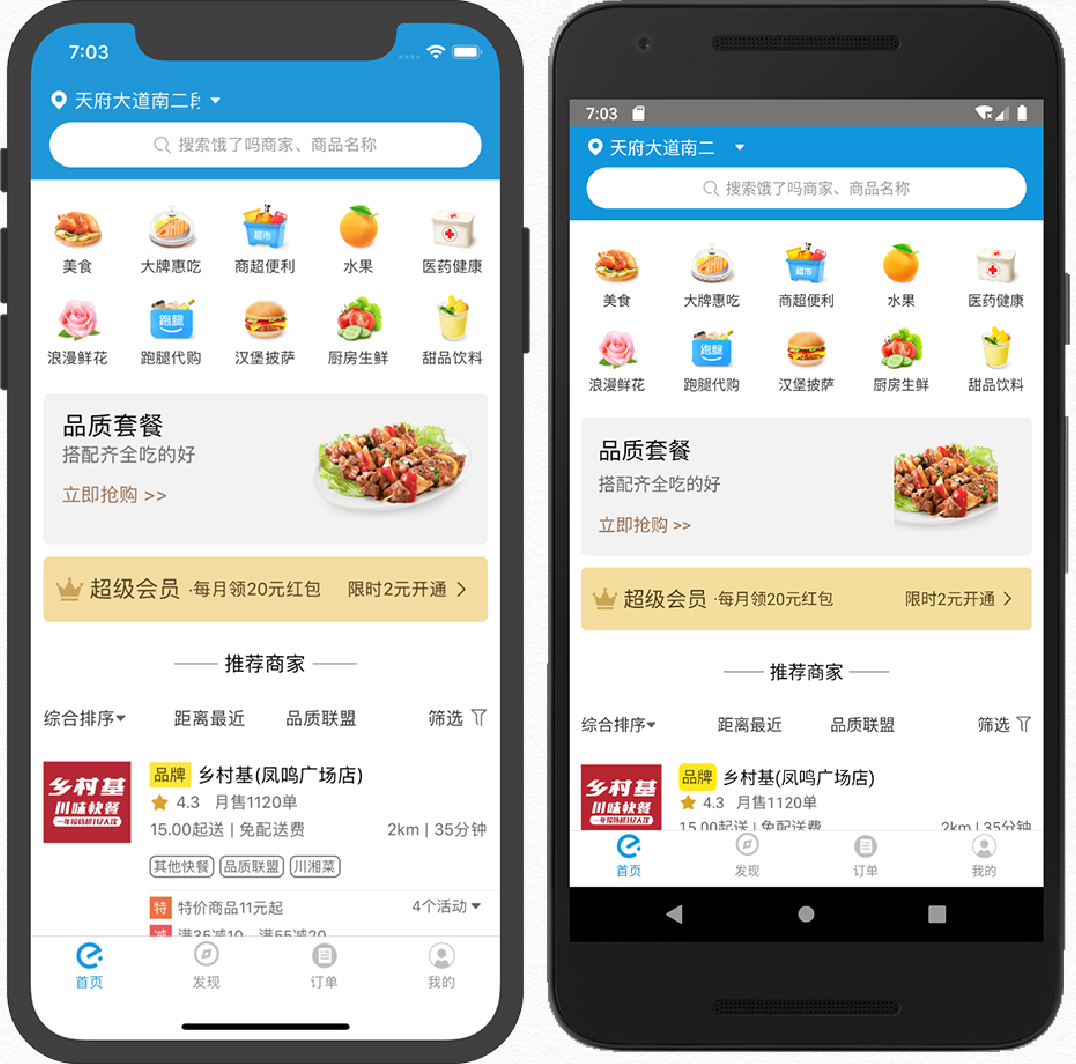 7:03
天府大道南二段
搜索饿了吗商家、商品名称
超市
美食 大牌惠吃 商超便利 水果 医药健康
跑腿
浪漫鲜花 跑腿代购 汉堡披萨 厨房生鲜 甜品饮料
品质套餐
搭配齐全吃的好
立即抢购 >>
超级会员 ·每月领20元红包 限时2元开通
推荐商家
综合排序 距离最近 品质联盟 筛选
乡村基
川味快餐
品牌 乡村基(凤鸣广场店)
4.3 月售1120单
15.00起送 | 免配送费 2km | 35分钟
其他快餐 品质联盟 川湘菜
特 特价商品11元起 4个活动
减 满35减10，满55减20
首页 发现 订单 我的
7:03
天府大道南二
搜索饿了吗商家、商品名称
超市
美食 大牌惠吃 商超便利 水果 医药健康
跑腿
浪漫鲜花 跑腿代购 汉堡披萨 厨房生鲜 甜品饮料
品质套餐
搭配齐全吃的好
立即抢购 >>
超级会员 ·每月领20元红包 限时2元开通
推荐商家
综合排序 距离最近 品质联盟 筛选
乡村基
川味快餐
品牌 乡村基(凤鸣广场店)
4.3 月售1120单
15.00起送 | 免配送费 2km | 35分钟
首页 发现 订单 我的